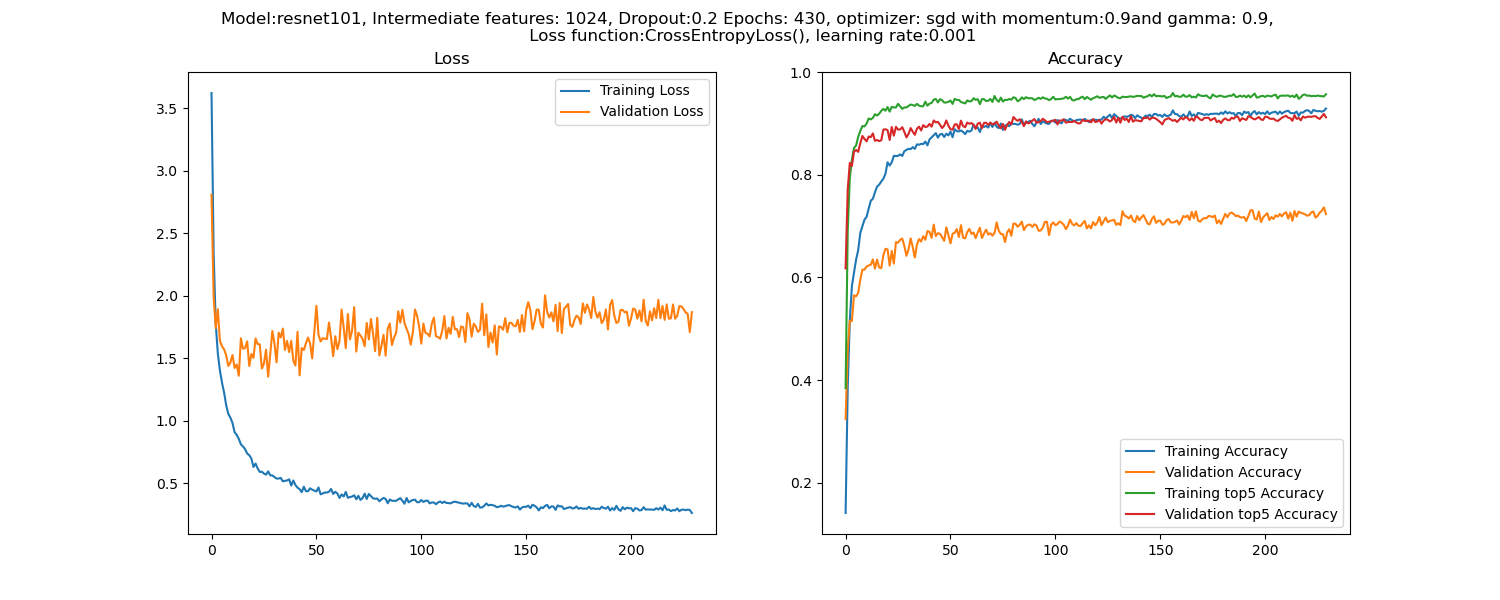 Model:resnet101, Intermediate features: 1024, Dropout:0.2 Epochs: 430, optimizer: sgd with momentum:0.9and gamma: 0.9,
Loss function:CrossEntropyLoss(), learning rate:0.001
Loss
Training Loss
Validation Loss
3.5
3.0
2.5
2.0
1.5
1.0
0.5
0
50
100
150
200
Accuracy
1.0
0.8
0.6
0.4
0.2
Training Accuracy
Validation Accuracy
Training top5 Accuracy
Validation top5 Accuracy
0
50
100
150
200